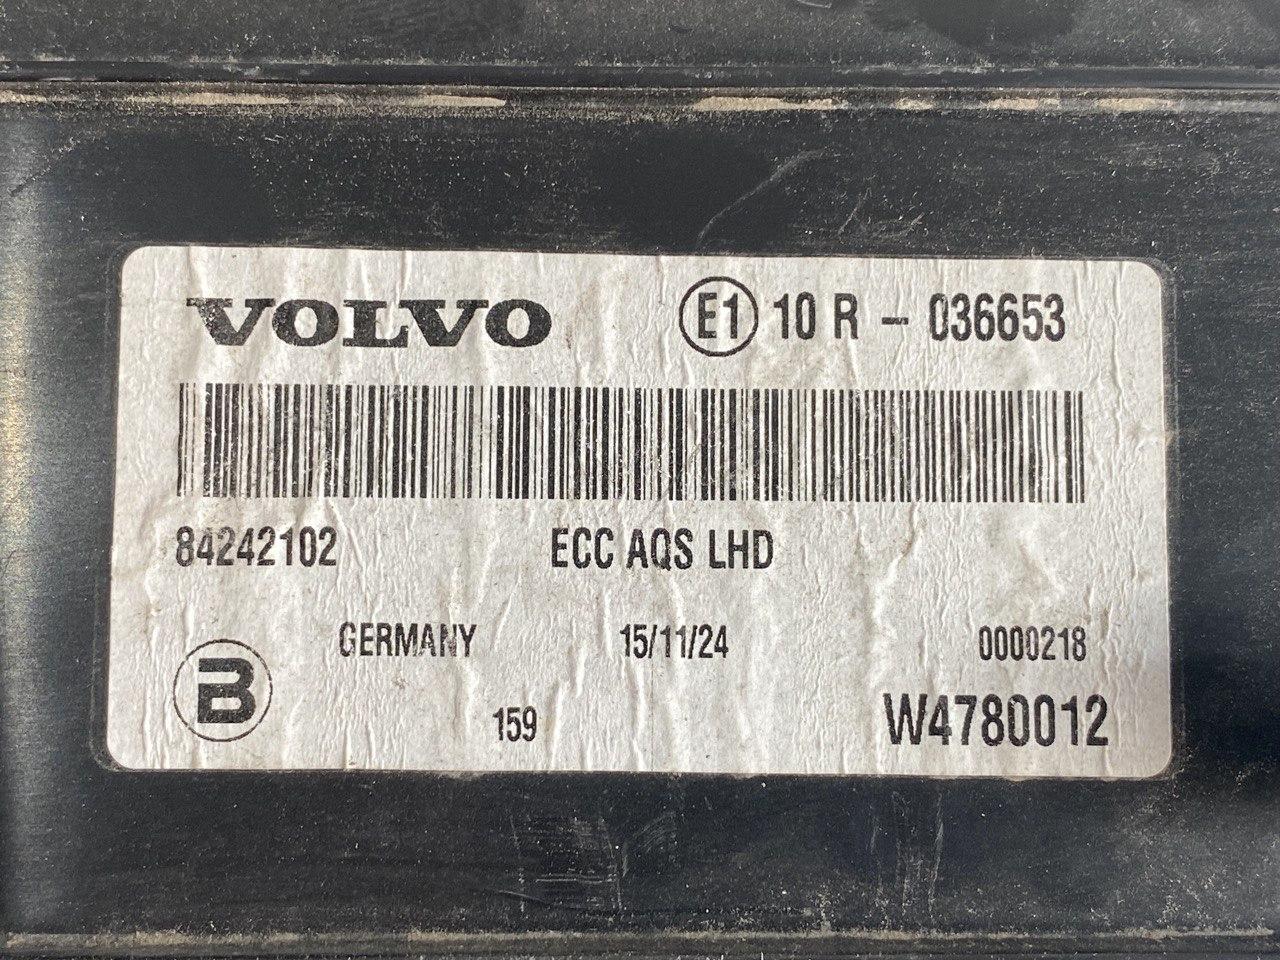 VOLVO
E1 10 R - 036653
84242102 ECC AQS LHD
GERMANY 15/11/24 0000218
B 159 W4780012